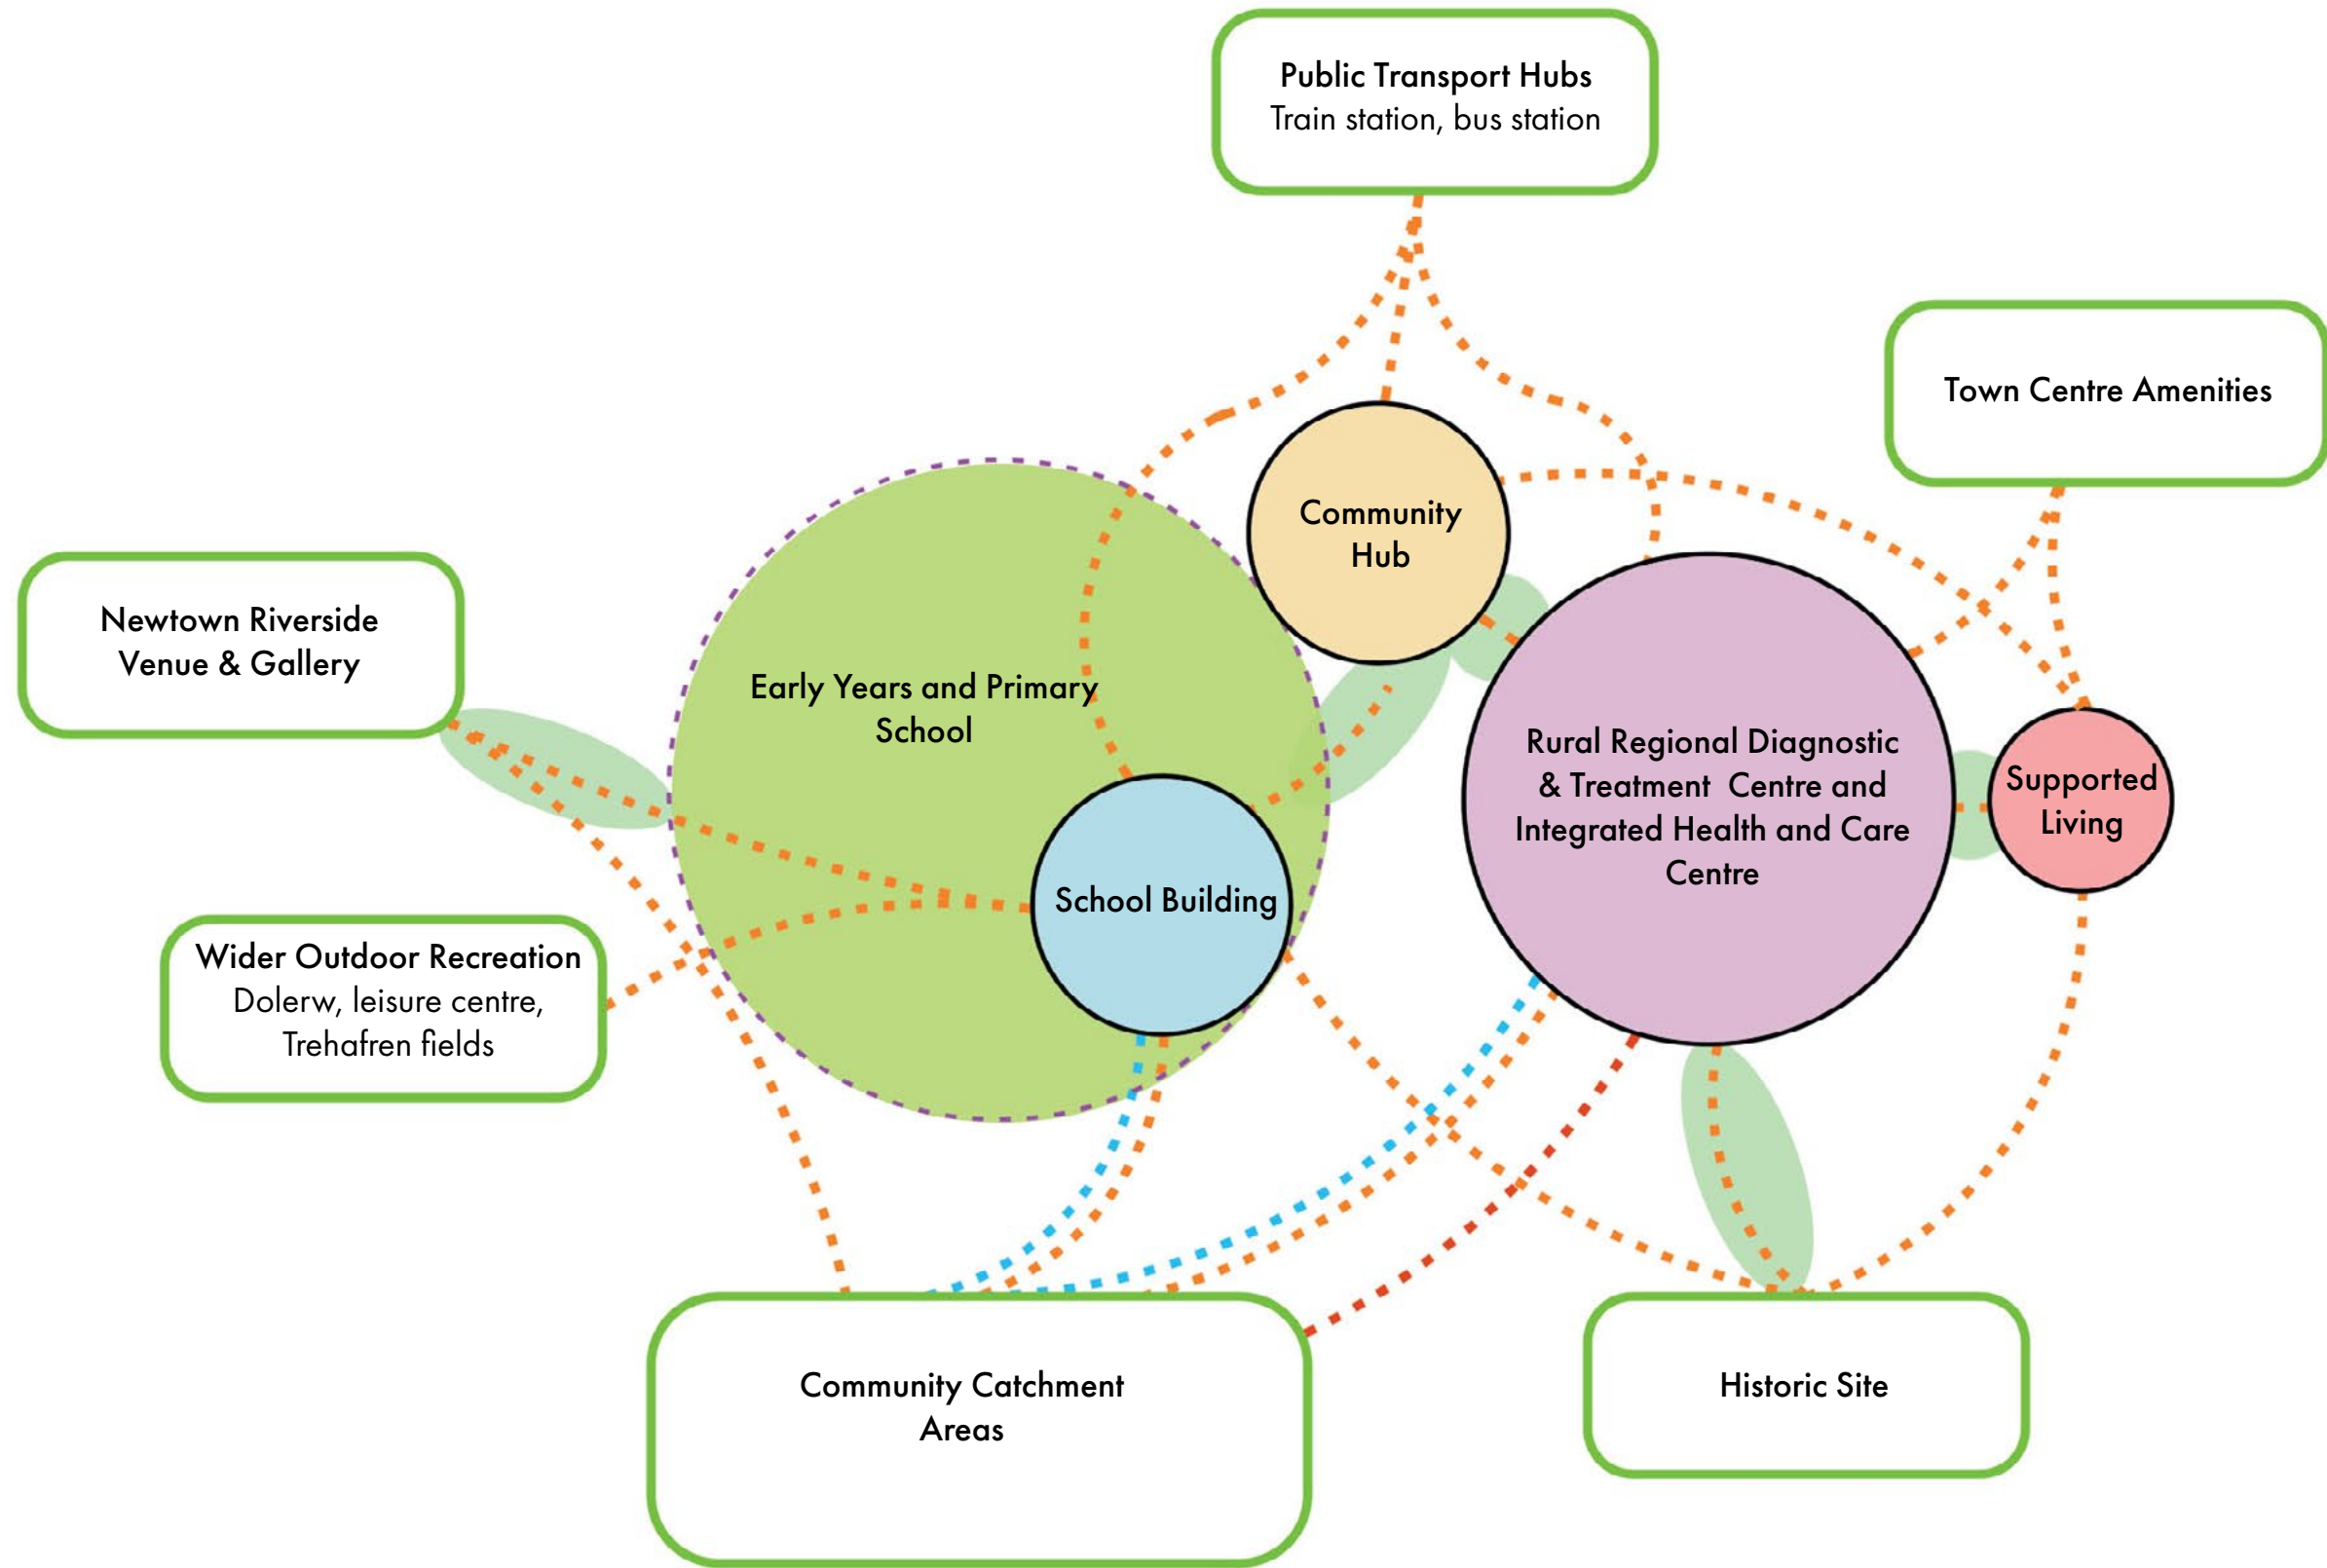 Public Transport Hubs
Train station, bus station
Town Centre Amenities
Community
Hub
Newtown Riverside
Venue & Gallery
Early Years and Primary
School
Rural Regional Diagnostic
& Treatment Centre and
Integrated Health and Care
Centre
Supported
Living
School Building
Wider Outdoor Recreation
Dolerw, leisure centre,
Trehafren fields
Community Catchment
Areas
Historic Site